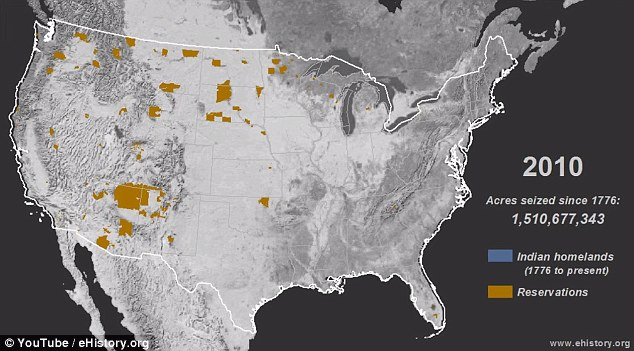 2010
Acres seized since 1776:
1,510,677,343
Indian homelands
(1776 to present)
Reservations
© YouTube / eHistory.org
www.ehistory.org